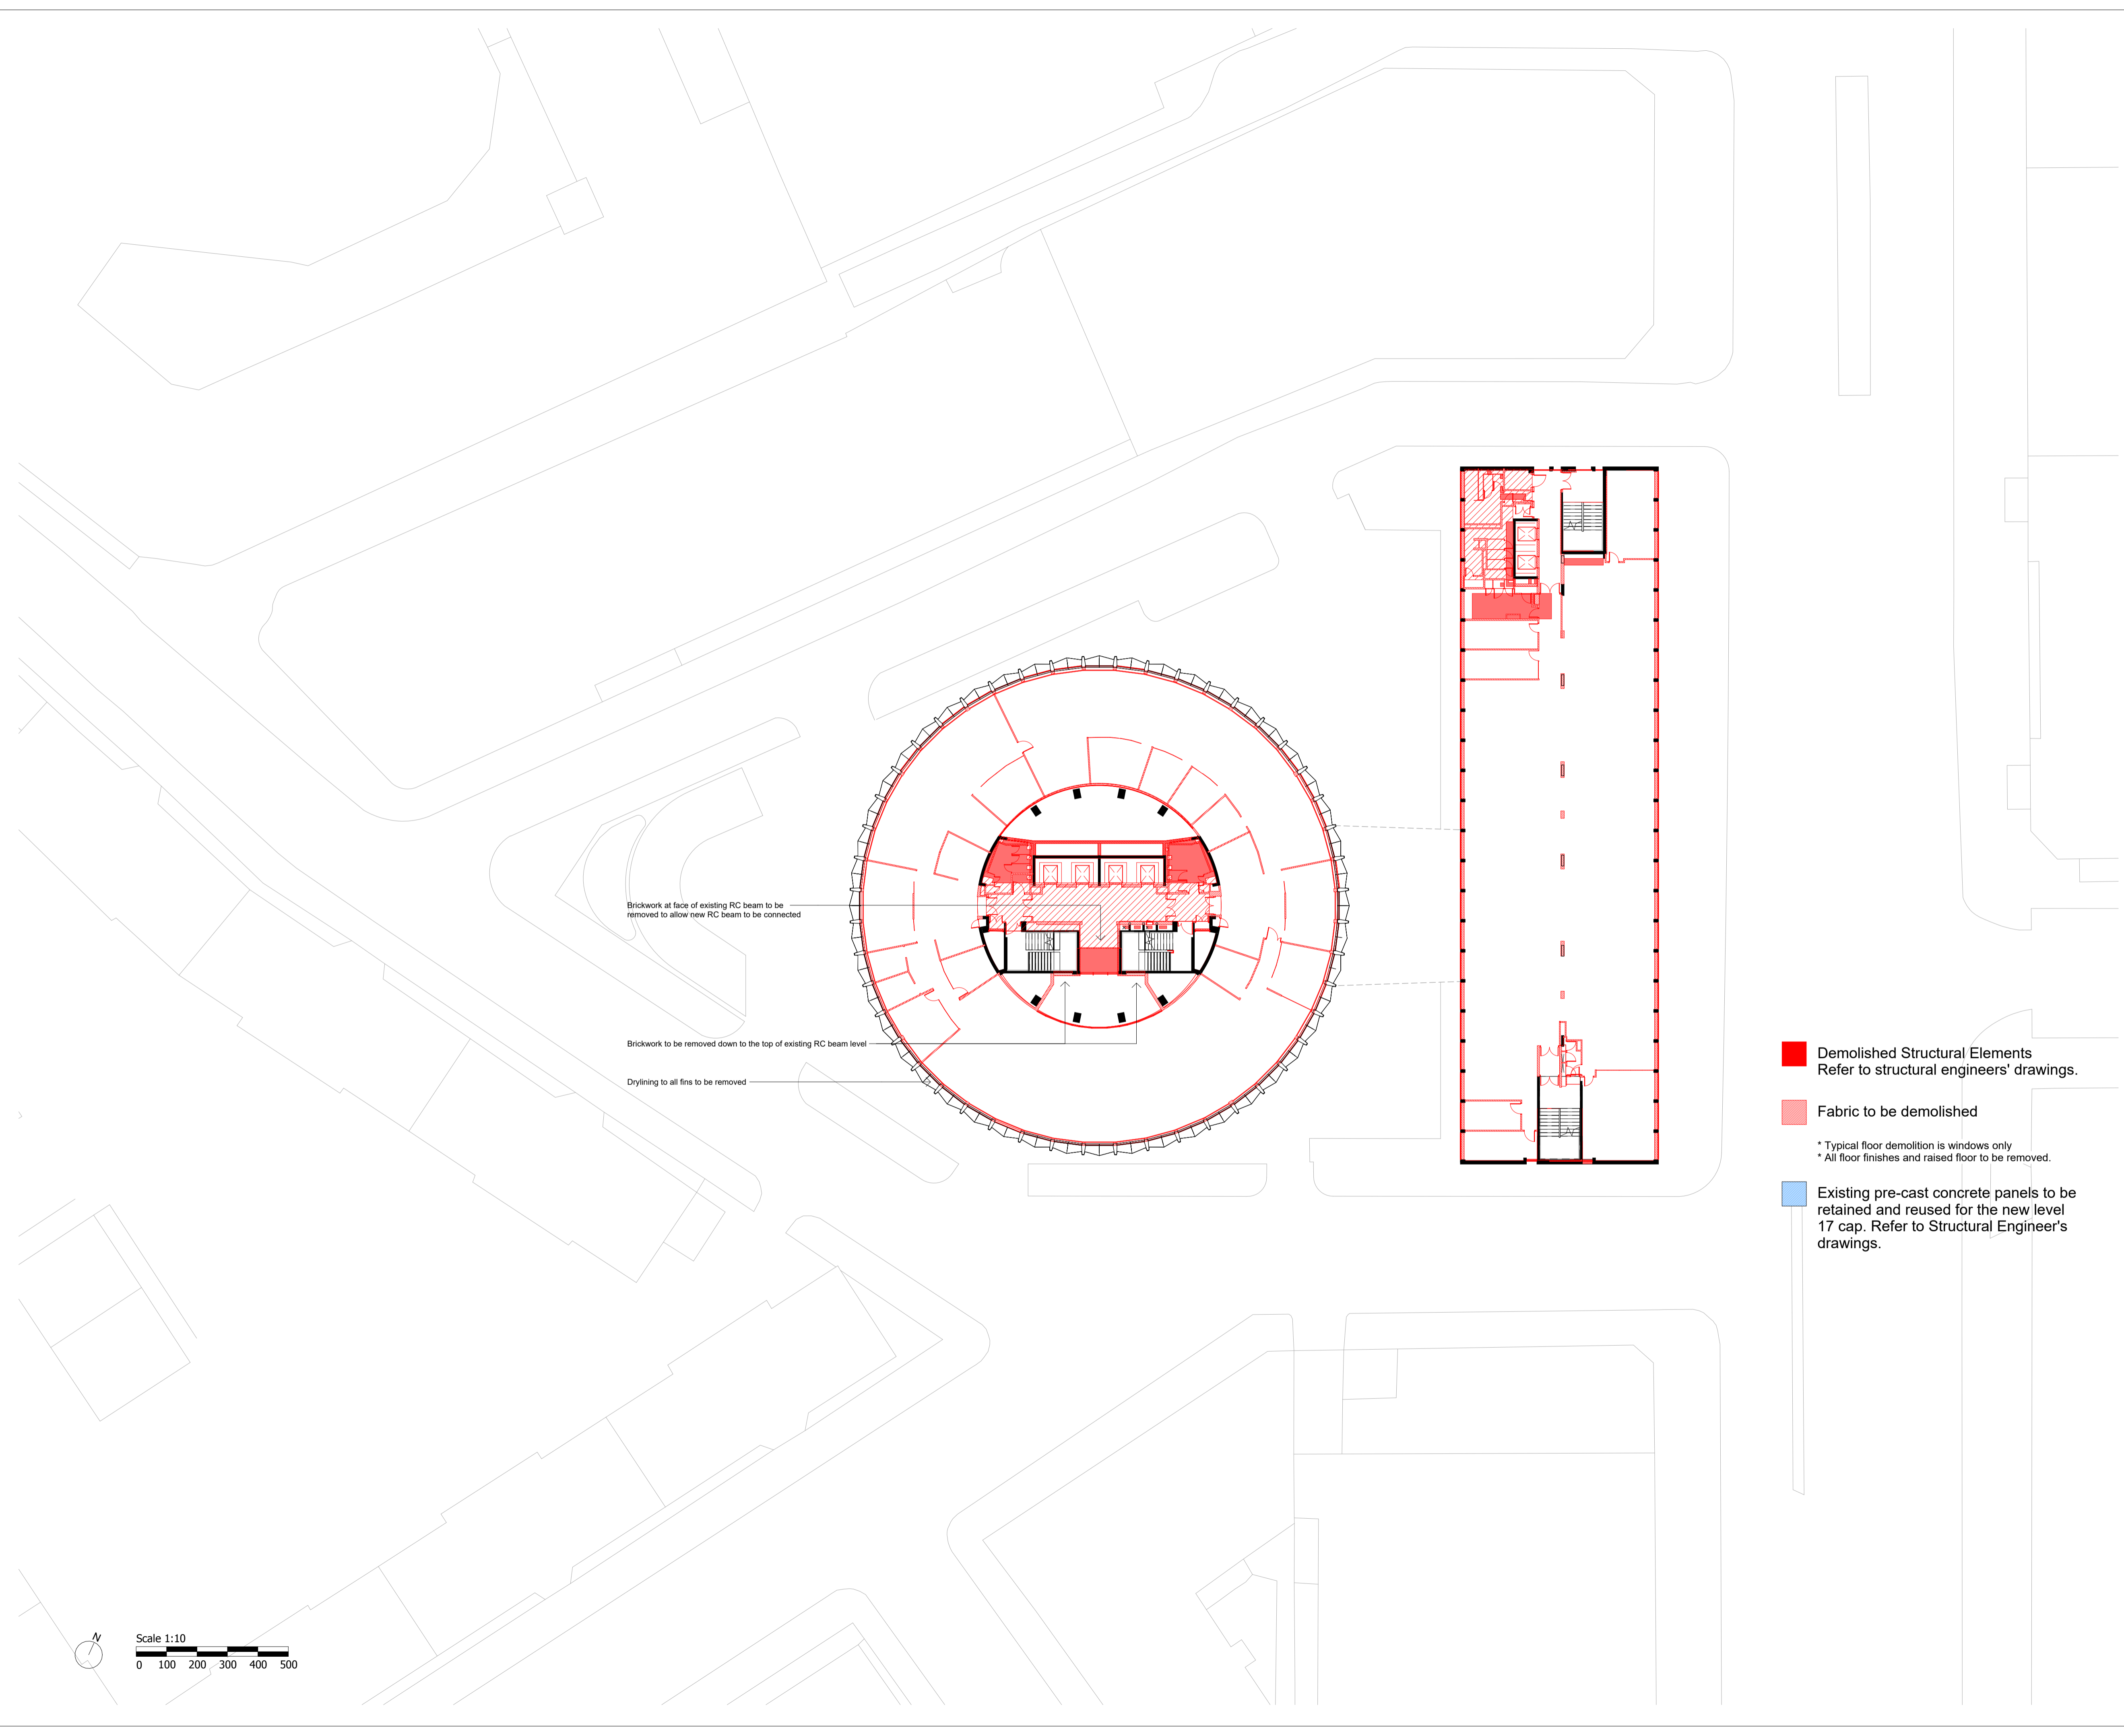 Brickwork at face of existing RC beam to be
removed to allow new RC beam to be connected
Brickwork to be removed down to the top of existing RC beam level
Drylining to all fins to be removed
Demolished Structural Elements
Refer to structural engineers' drawings.
Fabric to be demolished
* Typical floor demolition is windows only
* All floor finishes and raised floor to be removed.
Existing pre-cast concrete panels to be
retained and reused for the new level
17 cap. Refer to Structural Engineer's
drawings.
N
Scale 1:10
0 100 200 300 400 500